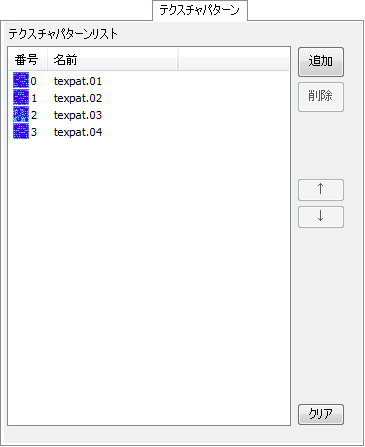 テクスチャパターン
テクスチャパターンリスト
番号 名前
0 texpat.01
1 texpat.02
2 texpat.03
3 texpat.04
追加
削除
↑
↓
クリア